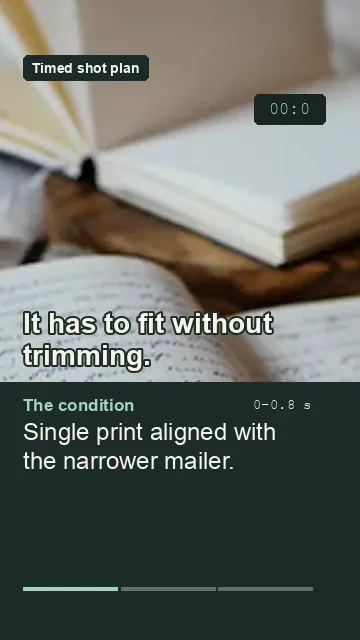 Timed shot plan
00:0
It has to fit without
trimming.
The condition
0–0.8 s
Single print aligned with
the narrower mailer.